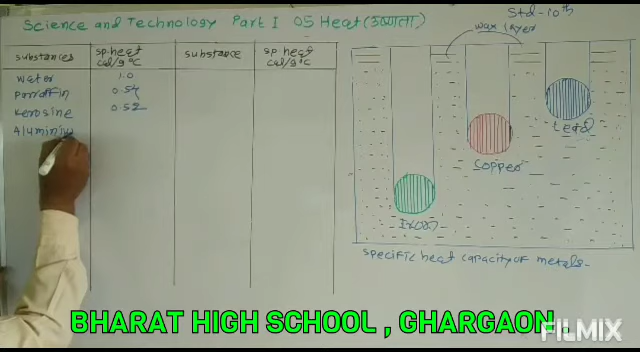 Science and Technology Part I 05 Heat (उष्णता)
Std-10th
wax layer
substances sp heat cal/g°c substance sp heat cal/g°c
water 1.0
Parraffin 0.54
Kerosine 0.52
Aluminiu
Iron
Copper
Lead
Specific heat capacity of metals-
BHARAT HIGH SCHOOL , GHARGAON .
FILMIX